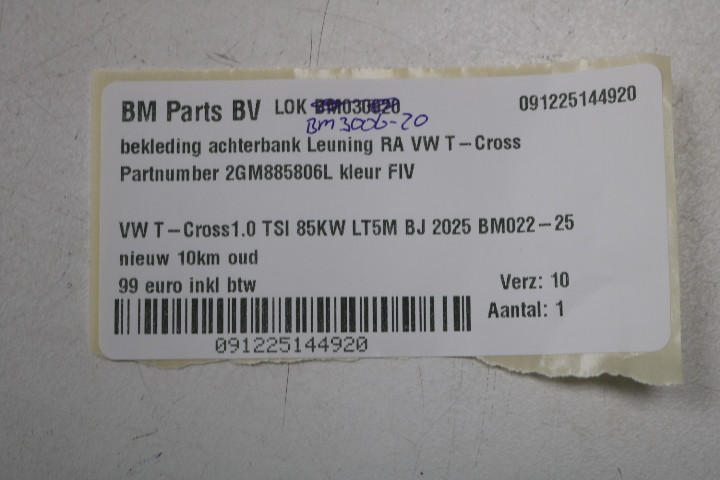 BM Parts BV LOK BM030020 091225144920
BM3006-20
bekleding achterbank Leuning RA VW T-Cross
Partnumber 2GM885806L kleur FIV
VW T-Cross1.0 TSI 85KW LT5M BJ 2025 BM022-25
nieuw 10km oud
99 euro inkl btw Verz: 10
Aantal: 1
091225144920